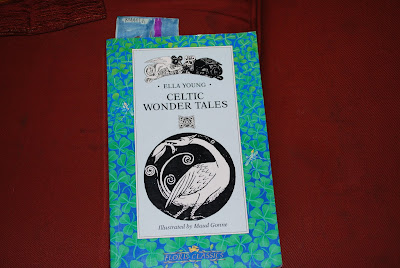 · ELLA YOUNG ·
CELTIC
WONDER TALES
Illustrated by Maud Gonne
FLORIS CLASSICS